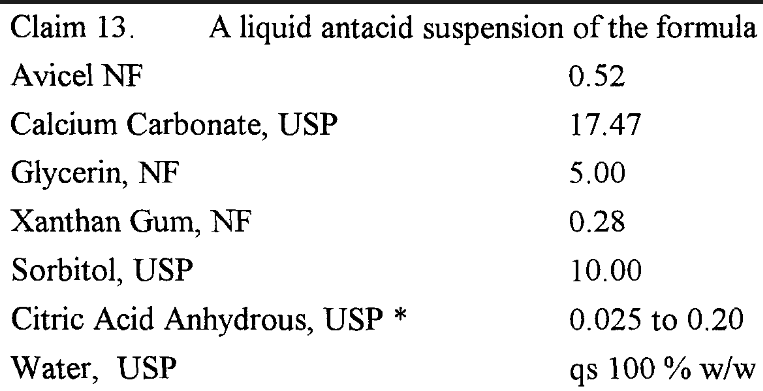 Claim 13. A liquid antacid suspension of the formula
Avicel NF 0.52
Calcium Carbonate, USP 17.47
Glycerin, NF 5.00
Xanthan Gum, NF 0.28
Sorbitol, USP 10.00
Citric Acid Anhydrous, USP * 0.025 to 0.20
Water, USP qs 100 % w/w